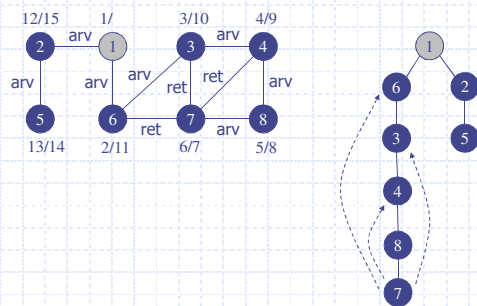 12/15 1/ 3/10 4/9
arv arv
2 1 3 4 1
arv arv arv ret ret arv
6 2
5 6 ret 7 arv 8
13/14 2/11 6/7 5/8
3 5
4
8
7